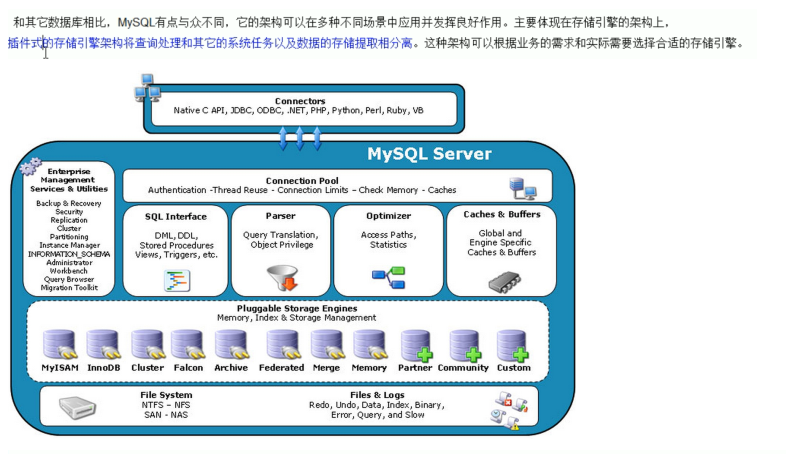 和其它数据库相比，MySQL有点与众不同，它的架构可以在多种不同场景中应用并发挥良好作用。主要体现在存储引擎的架构上，
插件式的存储引擎架构将查询处理和其它的系统任务以及数据的存储提取相分离。这种架构可以根据业务的需求和实际需要选择合适的存储引擎。
Connectors
Native C API, JDBC, ODBC, .NET, PHP, Python, Perl, Ruby, VB
MySQL Server
Enterprise
Management
Services & Utilities
Backup & Recovery
Security
Replication
Cluster
Partitioning
Instance Manager
INFORMATION_SCHEMA
Administrator
Workbench
Query Browser
Migration Toolkit
Connection Pool
Authentication -Thread Reuse - Connection Limits – Check Memory - Caches
SQL Interface
DML, DDL,
Stored Procedures
Views, Triggers, etc.
Parser
Query Translation,
Object Privilege
Optimizer
Access Paths,
Statistics
Caches & Buffers
Global and
Engine Specific
Caches & Buffers
Pluggable Storage Engines
Memory, Index & Storage Management
MyISAM InnoDB Cluster Falcon Archive Federated Merge Memory Partner Community Custom
File System
NTFS – NFS
SAN - NAS
Files & Logs
Redo, Undo, Data, Index, Binary,
Error, Query, and Slow